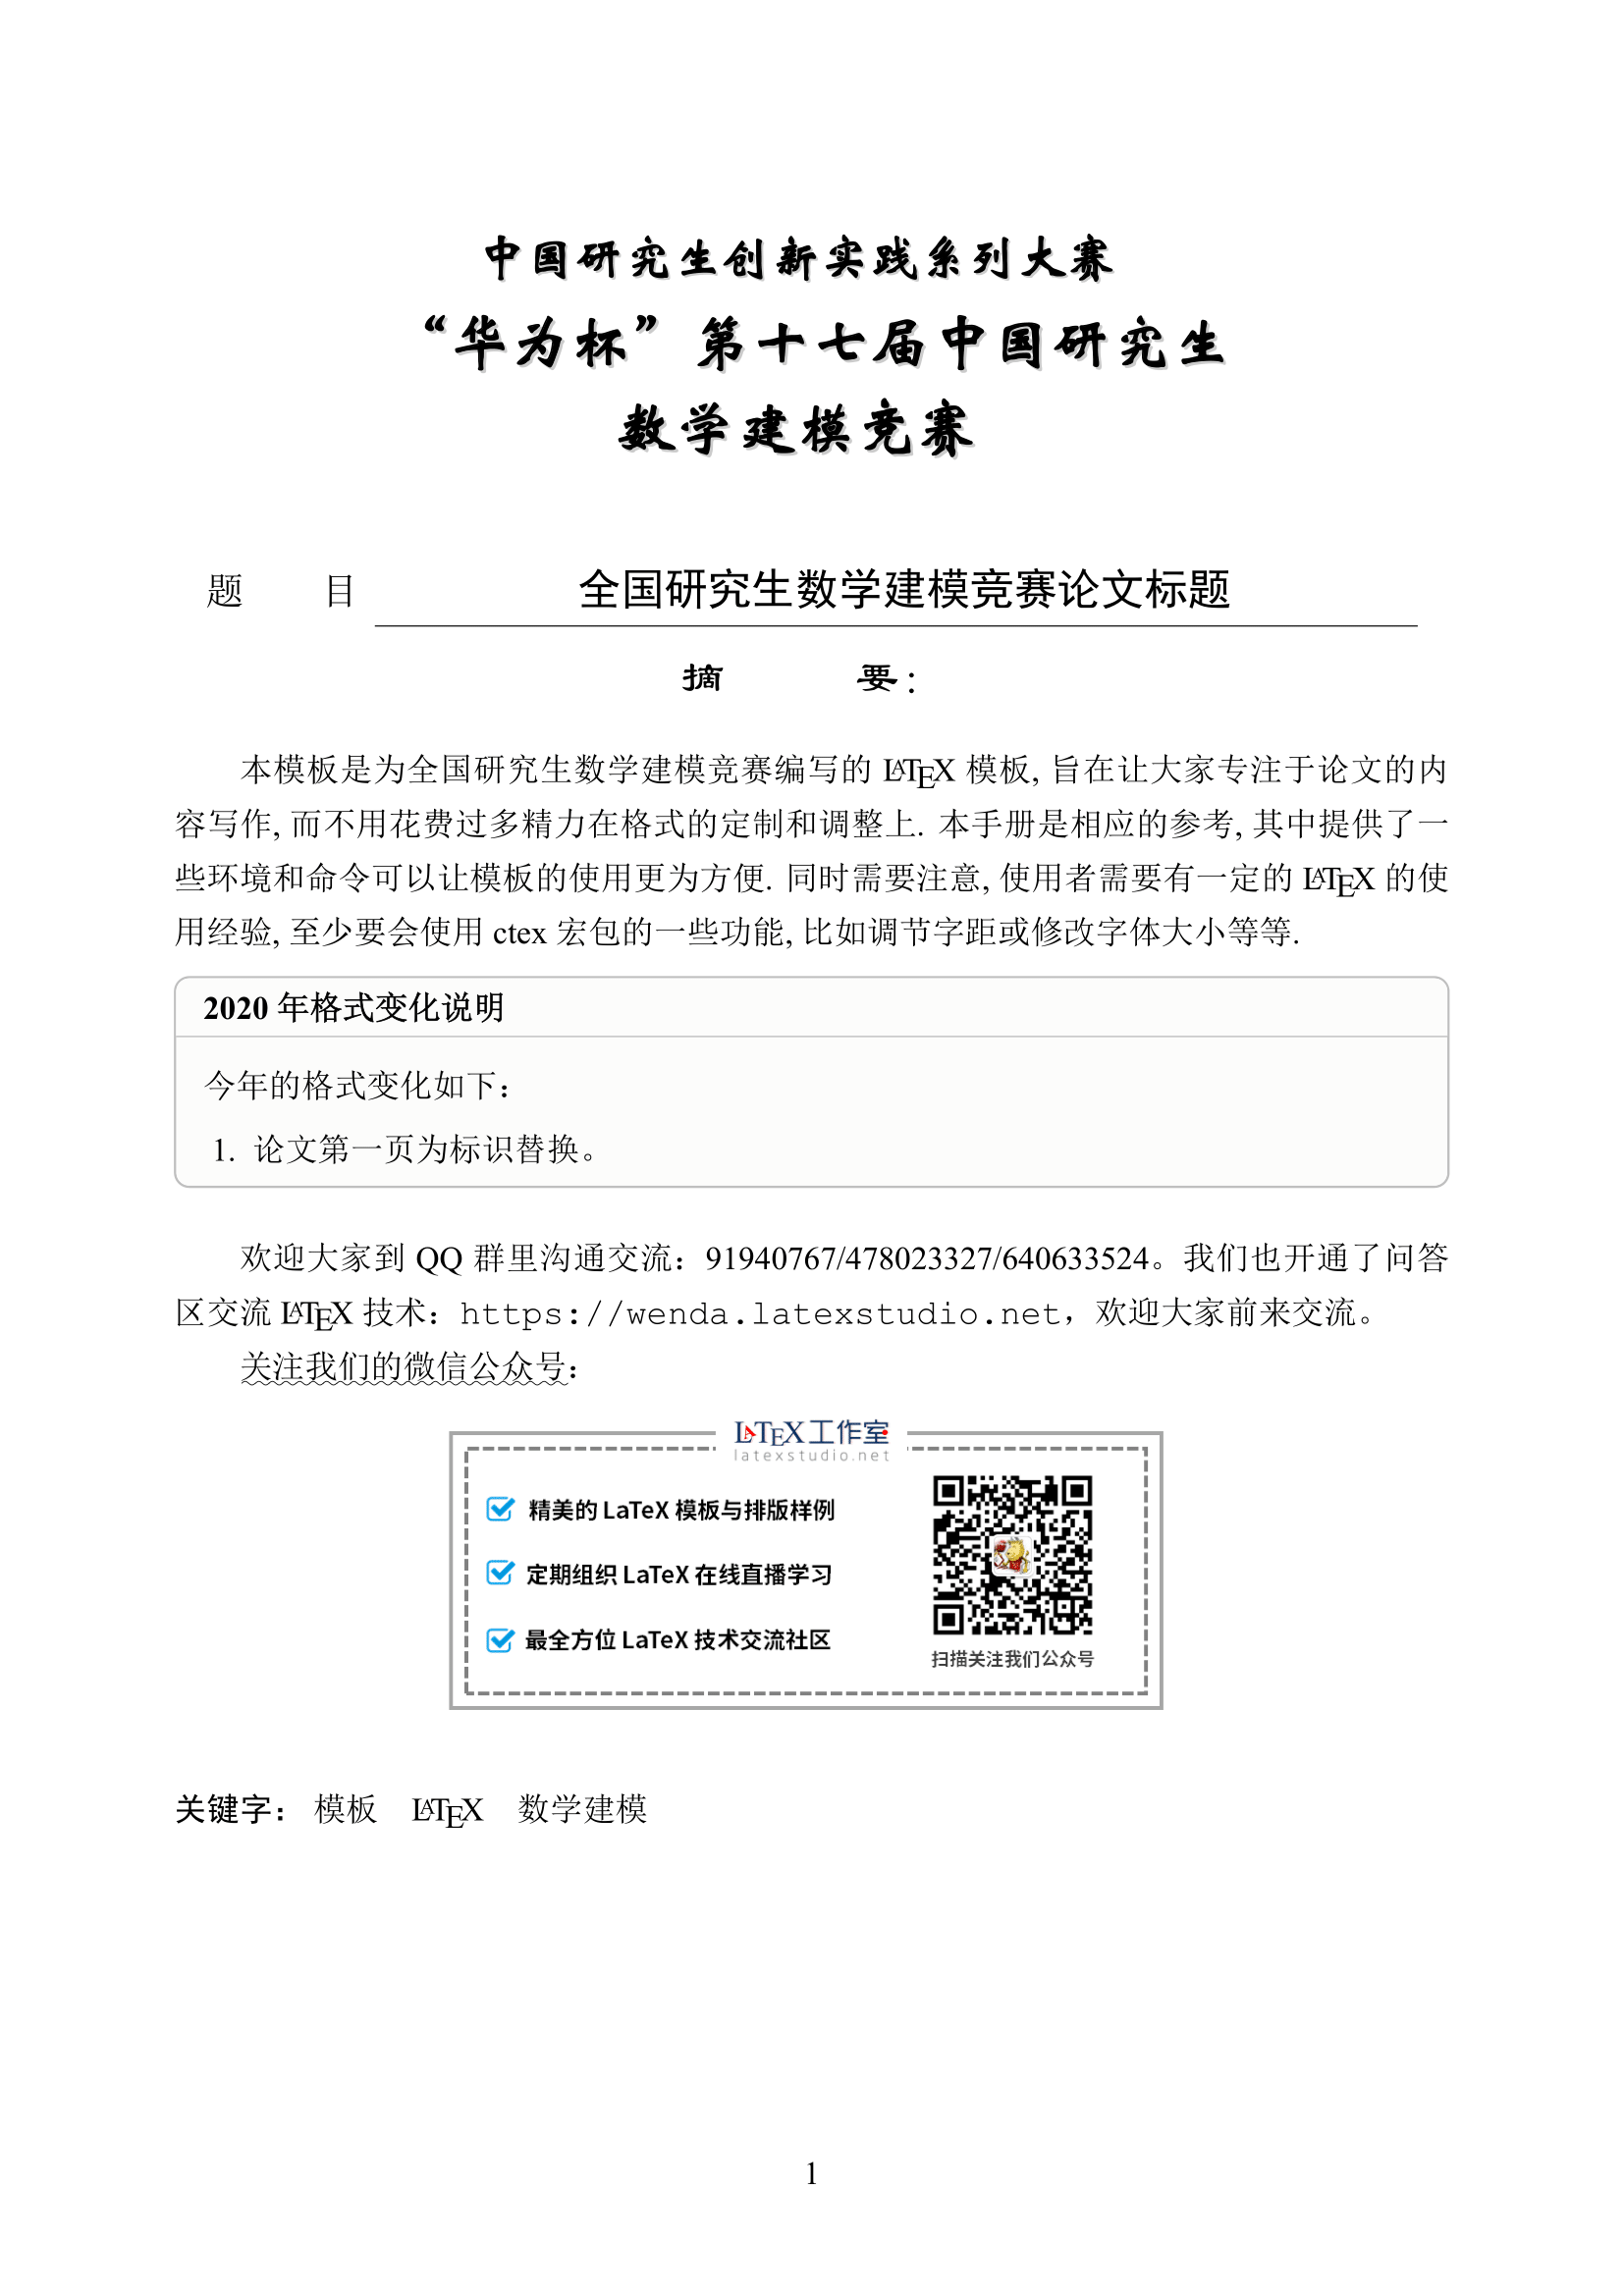 中国研究生创新实践系列大赛
“华为杯”第十七届中国研究生
数学建模竞赛
题 目 全国研究生数学建模竞赛论文标题
摘 要：
本模板是为全国研究生数学建模竞赛编写的 LATEX 模板, 旨在让大家专注于论文的内
容写作, 而不用花费过多精力在格式的定制和调整上. 本手册是相应的参考, 其中提供了一
些环境和命令可以让模板的使用更为方便. 同时需要注意, 使用者需要有一定的 LATEX 的使
用经验, 至少要会使用 ctex 宏包的一些功能, 比如调节字距或修改字体大小等等.
2020 年格式变化说明
今年的格式变化如下：
1. 论文第一页为标识替换。
欢迎大家到 QQ 群里沟通交流：91940767/478023327/640633524。我们也开通了问答
区交流 LATEX 技术：https://wenda.latexstudio.net，欢迎大家前来交流。
关注我们的微信公众号：
LATEX工作室
latexstudio.net
精美的 LaTeX 模板与排版样例
定期组织 LaTeX 在线直播学习
最全方位 LaTeX 技术交流社区
扫描关注我们公众号
关键字： 模板 LATEX 数学建模
1